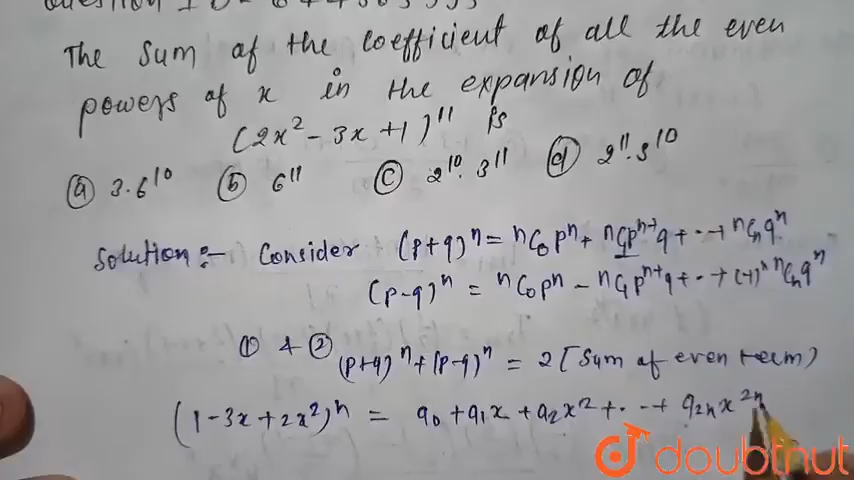 The sum of the coefficient of all the even
powers of x in the expansion of
(2x² - 3x + 1)¹¹ is
(a) 3·6¹⁰ (b) 6¹¹ (c) 2¹⁰·3¹¹ (d) 2¹¹·3¹⁰
Solution:- Consider (p+q)ⁿ = ⁿC₀pⁿ + ⁿC₁pⁿ⁻¹q + ··· + ⁿCₙqⁿ
(p-q)ⁿ = ⁿC₀pⁿ - ⁿC₁pⁿ⁻¹q + ··· + (-1)ⁿ ⁿCₙqⁿ
① & ② (p+q)ⁿ + (p-q)ⁿ = 2[Sum of even term)
(1-3x+2x²)ⁿ = a₀ + a₁x + a₂x² + ··· + a₂ₙx²ⁿ
doubtnut